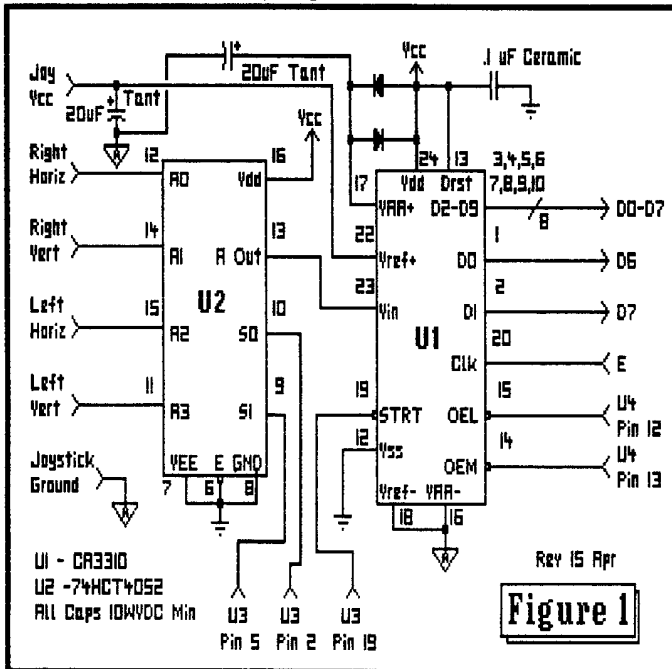 Vcc
.1 uF Ceramic
20uF Tant
Joy
Vcc
Tant
20uF
A
Vcc
Right
Horiz
12
16
24
13
3,4,5,6
7,8,9,10
A0
Vdd
17
Vdd
Drst
VAA+
D2-D9
8
D0-D7
Right
Vert
14
13
22
1
A1
A Out
Vref+
D0
D6
U2
23
2
Left
Horiz
15
10
Vin
D1
D7
A2
S0
U1
20
Clk
E
Left
Vert
11
9
19
15
A3
S1
STRT
OEL
U4
Pin 12
12
14
Vss
OEM
U4
Pin 13
Joystick
Ground
VEE
E
GND
7
6
8
Vref-
VAA-
18
16
A
A
U1 - CA3310
U2 -74HCT4052
All Caps 10WVDC Min
U3
Pin 5
U3
Pin 2
U3
Pin 19
Rev 15 Apr
Figure 1